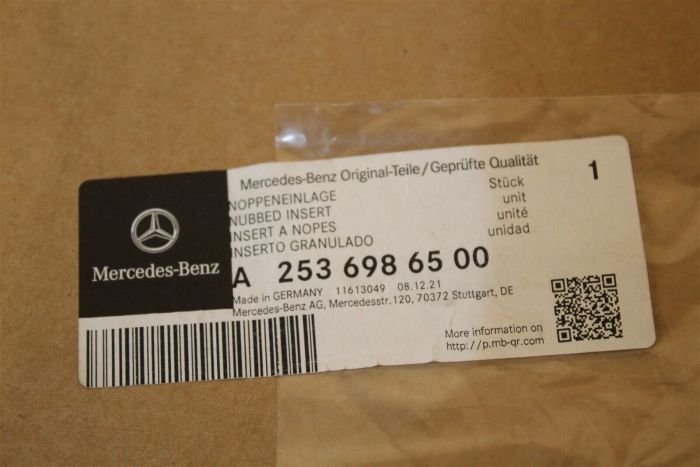 Mercedes-Benz Original-Teile/Geprüfte Qualität
NOPPENEINLAGE Stück 1
NUBBED INSERT unit
INSERT A NOPES unité
INSERTO GRANULADO unidad
Mercedes-Benz
A 253 698 65 00
Made in GERMANY 11613049 08.12.21
Mercedes-Benz AG, Mercedesstr.120, 70372 Stuttgart, DE
More information on
http://p.mb-qr.com